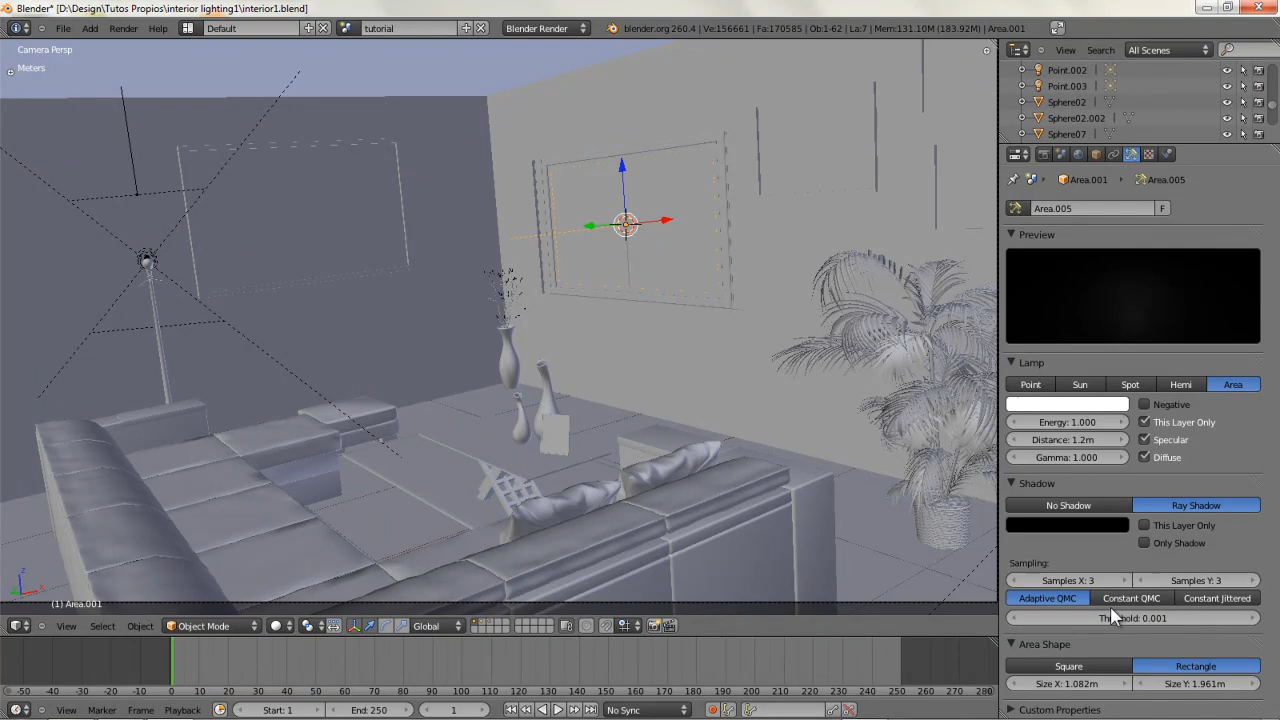 Blender* [D:\Design\Tutos Propios\interior lighting1\interior1.blend]
File Add Render Help Default tutorial Blender Render blender.org 260.4 Ve:156661 | Fa:170585 | Ob:1-62 | La:7 | Mem:131.10M (183.92M) | Area.001
Camera Persp
Meters
View Search All Scenes
Point.002
Point.003
Sphere02
Sphere02.002
Sphere07
Area.001 Area.005
Area.005 F
Preview
Lamp
Point Sun Spot Hemi Area
Negative
Energy: 1.000 This Layer Only
Distance: 1.2m Specular
Gamma: 1.000 Diffuse
Shadow
No Shadow Ray Shadow
This Layer Only
Only Shadow
Sampling:
Samples X: 3 Samples Y: 3
Adaptive QMC Constant QMC Constant Jittered
0.001
Area Shape
Square Rectangle
Size X: 1.082m Size Y: 1.961m
Custom Properties
z
x
(1) Area.001
View Select Object Object Mode Global
-50 -40 -30 -20 -10 0 10 20 30 40 50 60 70 80 90 100 110 120 130 140 150 160 170 180 190 200 210 220 230 240 250 260 270 280
View Marker Frame Playback Start: 1 End: 250 1 No Sync